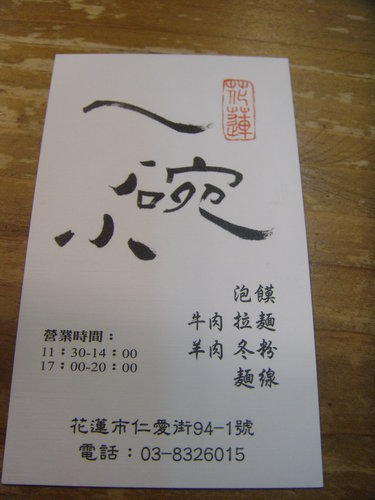 花蓮
一碗小
泡饃
牛肉 拉麵
羊肉 冬粉
麵線
營業時間：
11：30-14：00
17：00-20：00
花蓮市仁愛街94-1號
電話：03-8326015